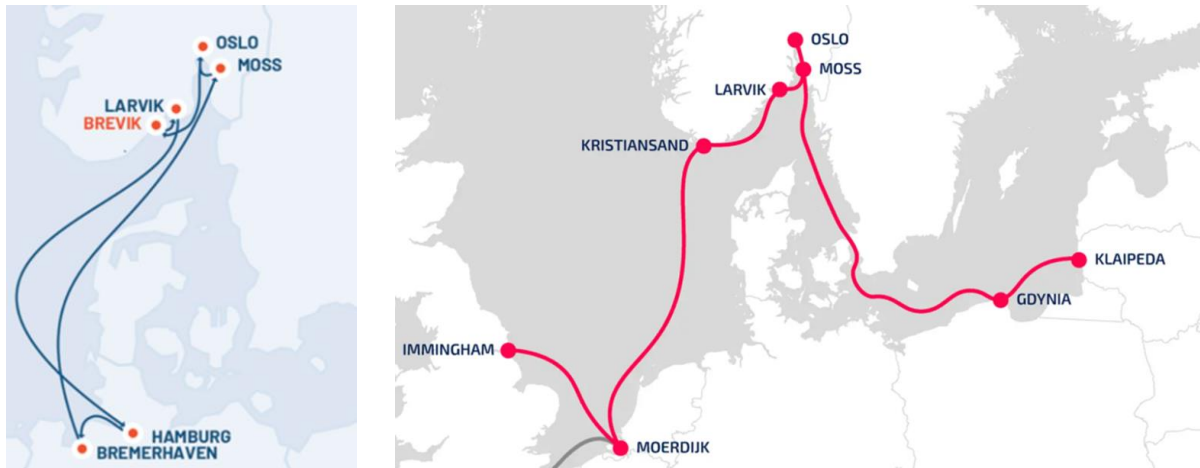 OSLO
MOSS
LARVIK
BREVIK
HAMBURG
BREMERHAVEN
OSLO
MOSS
LARVIK
KRISTIANSAND
KLAIPEDA
GDYNIA
IMMINGHAM
MOERDIJK